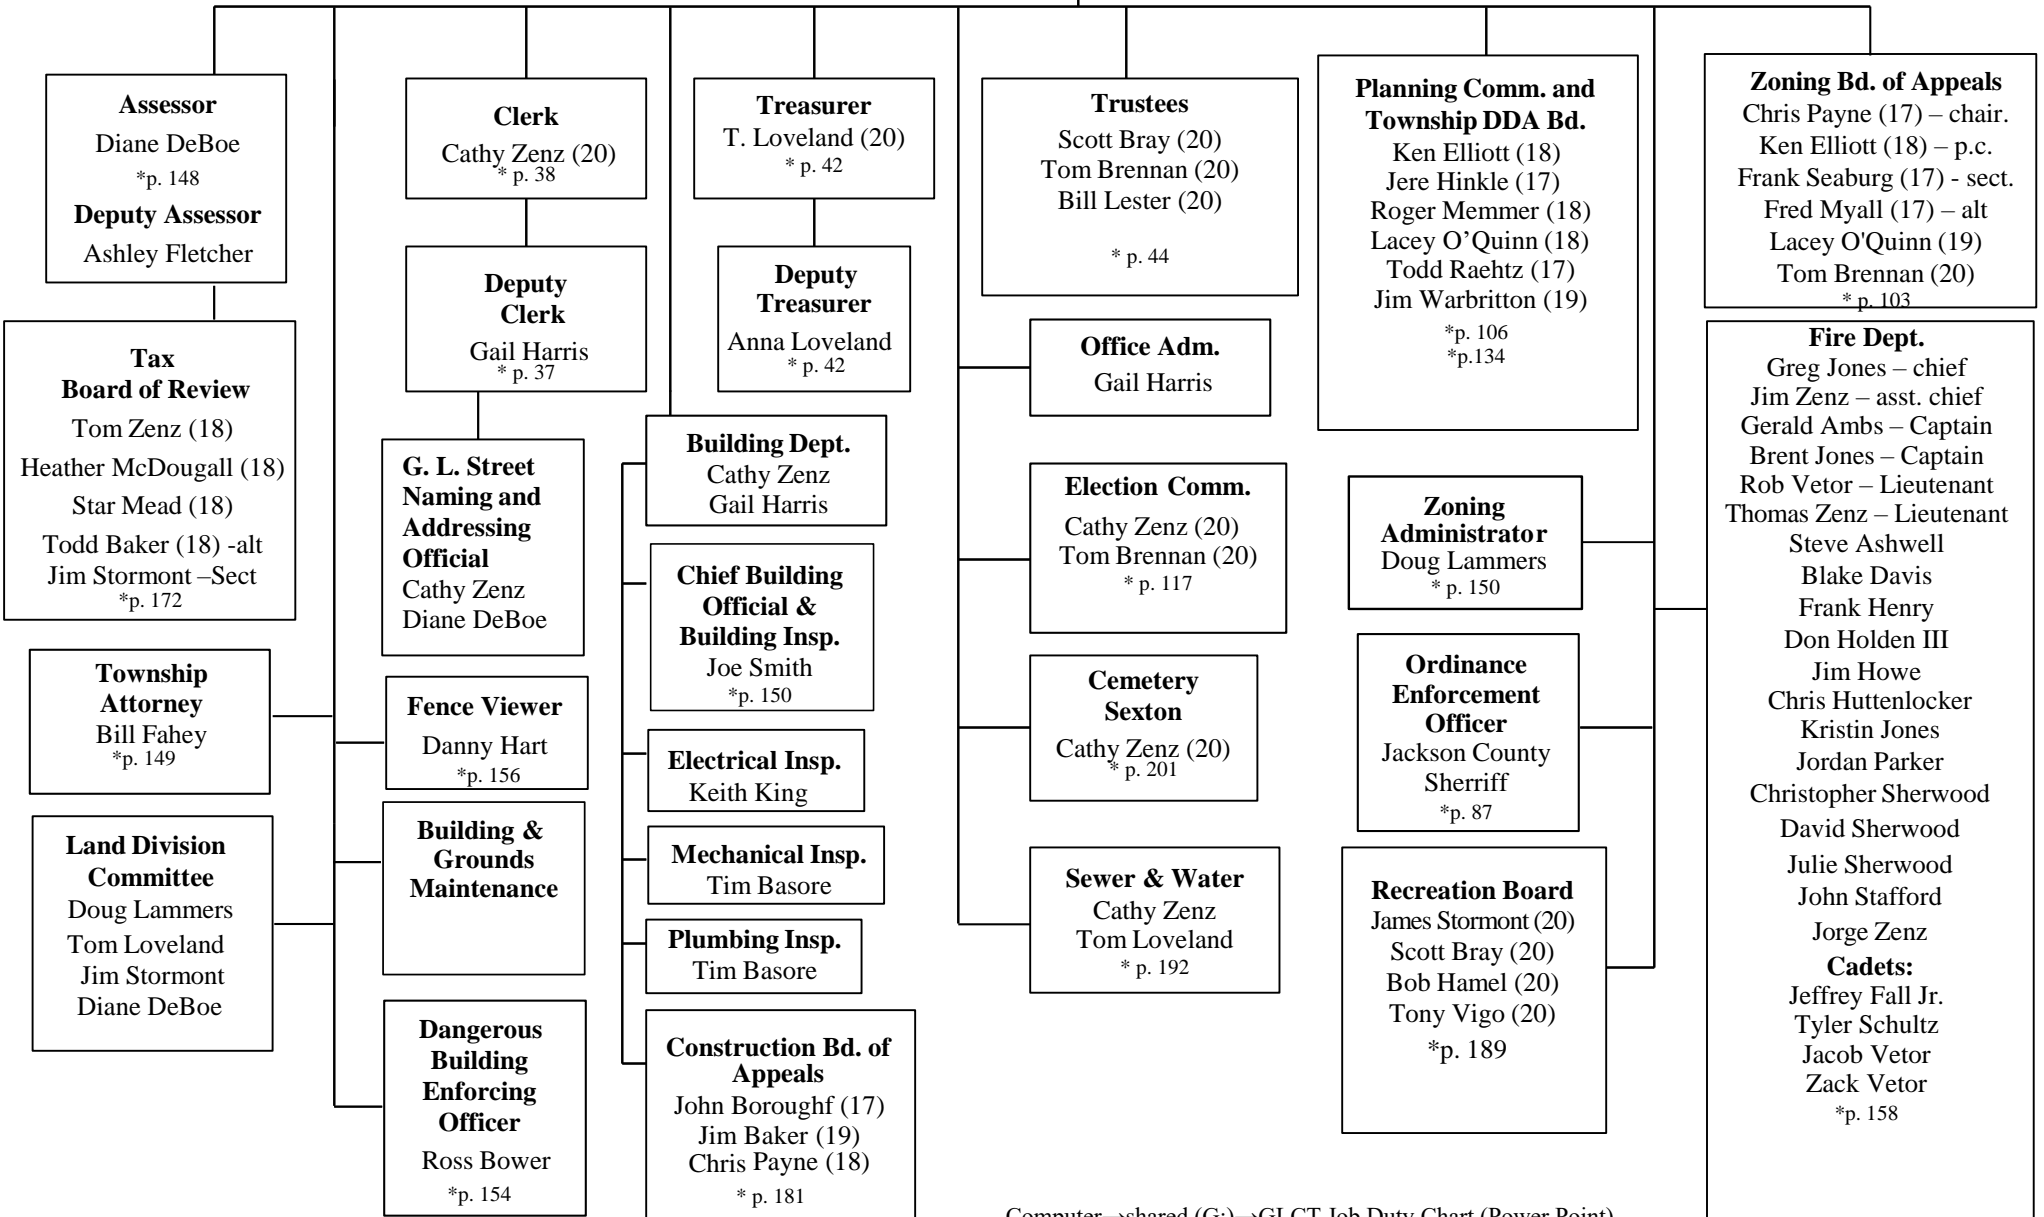 Assessor
Diane DeBoe
*p. 148
Deputy Assessor
Ashley Fletcher
Tax
Board of Review
Tom Zenz (18)
Heather McDougall (18)
Star Mead (18)
Todd Baker (18) -alt
Jim Stormont –Sect
*p. 172
Township
Attorney
Bill Fahey
*p. 149
Land Division
Committee
Doug Lammers
Tom Loveland
Jim Stormont
Diane DeBoe
Clerk
Cathy Zenz (20)
* p. 38
Deputy
Clerk
Gail Harris
* p. 37
G. L. Street
Naming and
Addressing
Official
Cathy Zenz
Diane DeBoe
Fence Viewer
Danny Hart
*p. 156
Building &
Grounds
Maintenance
Dangerous
Building
Enforcing
Officer
Ross Bower
*p. 154
Treasurer
T. Loveland (20)
* p. 42
Deputy
Treasurer
Anna Loveland
* p. 42
Building Dept.
Cathy Zenz
Gail Harris
Chief Building
Official &
Building Insp.
Joe Smith
*p. 150
Electrical Insp.
Keith King
Mechanical Insp.
Tim Basore
Plumbing Insp.
Tim Basore
Construction Bd. of
Appeals
John Boroughf (17)
Jim Baker (19)
Chris Payne (18)
* p. 181
Trustees
Scott Bray (20)
Tom Brennan (20)
Bill Lester (20)
* p. 44
Office Adm.
Gail Harris
Election Comm.
Cathy Zenz (20)
Tom Brennan (20)
* p. 117
Cemetery
Sexton
Cathy Zenz (20)
* p. 201
Sewer & Water
Cathy Zenz
Tom Loveland
* p. 192
Planning Comm. and
Township DDA Bd.
Ken Elliott (18)
Jere Hinkle (17)
Roger Memmer (18)
Lacey O’Quinn (18)
Todd Raehtz (17)
Jim Warbritton (19)
*p. 106
*p.134
Zoning
Administrator
Doug Lammers
* p. 150
Ordinance
Enforcement
Officer
Jackson County
Sherriff
*p. 87
Recreation Board
James Stormont (20)
Scott Bray (20)
Bob Hamel (20)
Tony Vigo (20)
*p. 189
Zoning Bd. of Appeals
Chris Payne (17) – chair.
Ken Elliott (18) – p.c.
Frank Seaburg (17) - sect.
Fred Myall (17) – alt
Lacey O'Quinn (19)
Tom Brennan (20)
* p. 103
Fire Dept.
Greg Jones – chief
Jim Zenz – asst. chief
Gerald Ambs – Captain
Brent Jones – Captain
Rob Vetor – Lieutenant
Thomas Zenz – Lieutenant
Steve Ashwell
Blake Davis
Frank Henry
Don Holden III
Jim Howe
Chris Huttenlocker
Kristin Jones
Jordan Parker
Christopher Sherwood
David Sherwood
Julie Sherwood
John Stafford
Jorge Zenz
Cadets:
Jeffrey Fall Jr.
Tyler Schultz
Jacob Vetor
Zack Vetor
*p. 158
Computer→shared (G:)→GLCT Job Duty Chart (Power Point)